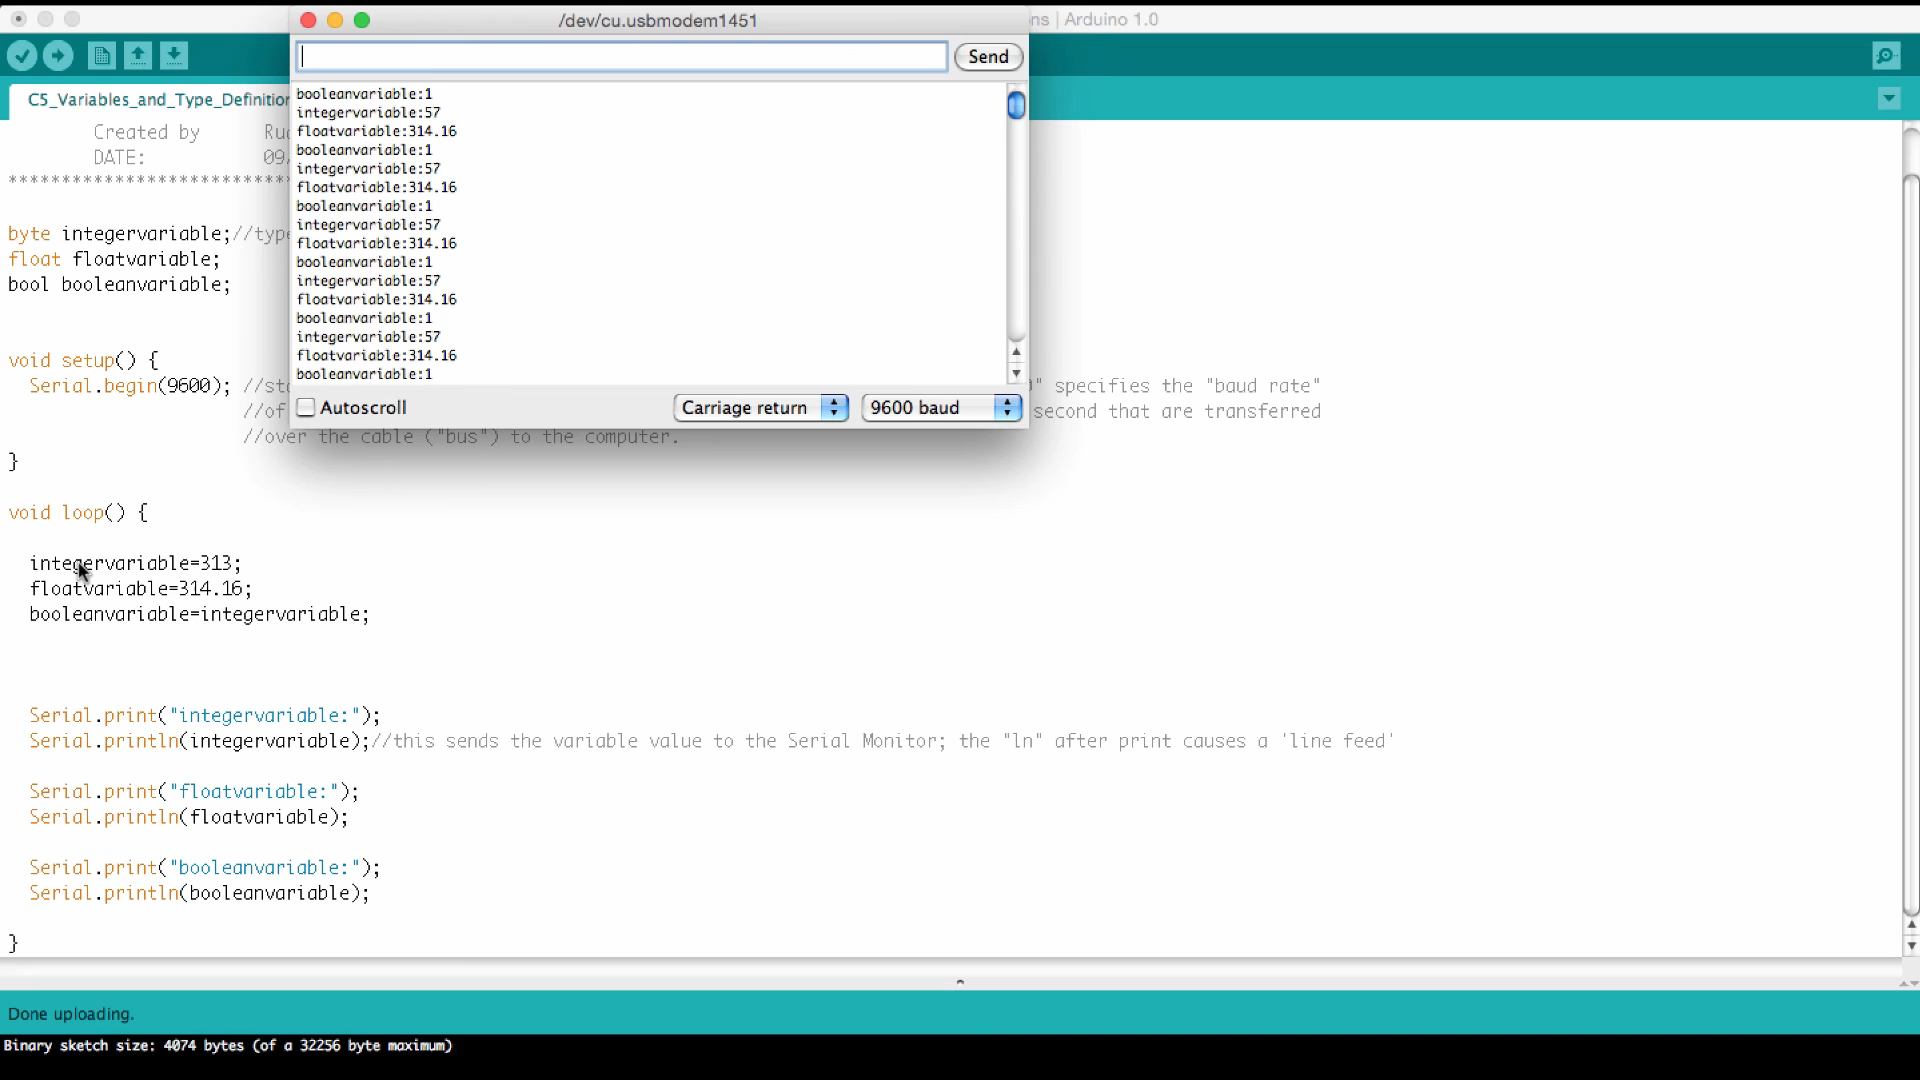 /dev/cu.usbmodem1451
ns | Arduino 1.0
Send
C5_Variables_and_Type_Definition
booleanvariable:1
integervariable:57
floatvariable:314.16
booleanvariable:1
integervariable:57
floatvariable:314.16
booleanvariable:1
integervariable:57
floatvariable:314.16
booleanvariable:1
integervariable:57
floatvariable:314.16
booleanvariable:1
integervariable:57
floatvariable:314.16
booleanvariable:1
Autoscroll
Carriage return
9600 baud
Created by Ru
DATE: 09/
***************************
byte integervariable;//type
float floatvariable;
bool booleanvariable;
void setup() {
Serial.begin(9600); //sta 0" specifies the "baud rate"
//of second that are transferred
//over the cable ("bus") to the computer.
}
void loop() {
integervariable=313;
floatvariable=314.16;
booleanvariable=integervariable;
Serial.print("integervariable:");
Serial.println(integervariable);//this sends the variable value to the Serial Monitor; the "ln" after print causes a 'line feed'
Serial.print("floatvariable:");
Serial.println(floatvariable);
Serial.print("booleanvariable:");
Serial.println(booleanvariable);
}
Done uploading.
Binary sketch size: 4074 bytes (of a 32256 byte maximum)